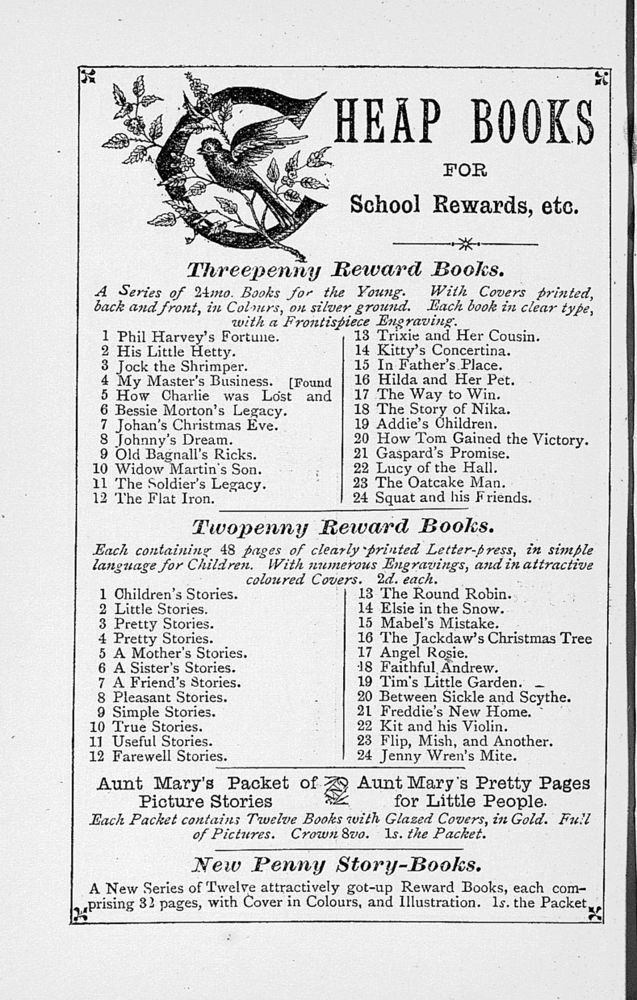 CHEAP BOOKS
FOR
School Rewards, etc.
Threepenny Reward Books.
A Series of 24mo. Books for the Young. With Covers printed,
back and front, in Colours, on silver ground. Each book in clear type,
with a Frontispiece Engraving.
1 Phil Harvey's Fortune.
2 His Little Hetty.
3 Jock the Shrimper.
4 My Master's Business. [Found
5 How Charlie was Lost and
6 Bessie Morton's Legacy.
7 Johan's Christmas Eve.
8 Johnny's Dream.
9 Old Bagnall's Ricks.
10 Widow Martin's Son.
11 The Soldier's Legacy.
12 The Flat Iron.
13 Trixie and Her Cousin.
14 Kitty's Concertina.
15 In Father's Place.
16 Hilda and Her Pet.
17 The Way to Win.
18 The Story of Nika.
19 Addie's Children.
20 How Tom Gained the Victory.
21 Gaspard's Promise.
22 Lucy of the Hall.
23 The Oatcake Man.
24 Squat and his Friends.
Twopenny Reward Books.
Each containing 48 pages of clearly printed Letter-press, in simple
language for Children. With numerous Engravings, and in attractive
coloured Covers. 2d. each.
1 Children's Stories.
2 Little Stories.
3 Pretty Stories.
4 Pretty Stories.
5 A Mother's Stories.
6 A Sister's Stories.
7 A Friend's Stories.
8 Pleasant Stories.
9 Simple Stories.
10 True Stories.
11 Useful Stories.
12 Farewell Stories.
13 The Round Robin.
14 Elsie in the Snow.
15 Mabel's Mistake.
16 The Jackdaw's Christmas Tree
17 Angel Rosie.
18 Faithful Andrew.
19 Tim's Little Garden.
20 Between Sickle and Scythe.
21 Freddie's New Home.
22 Kit and his Violin.
23 Flip, Mish, and Another.
24 Jenny Wren's Mite.
Aunt Mary's Packet of
Picture Stories
Aunt Mary's Pretty Pages
for Little People.
Each Packet contains Twelve Books with Glazed Covers, in Gold. Full
of Pictures. Crown 8vo. 1s. the Packet.
New Penny Story-Books.
A New Series of Twelve attractively got-up Reward Books, each com-
prising 32 pages, with Cover in Colours, and Illustration. 1s. the Packet